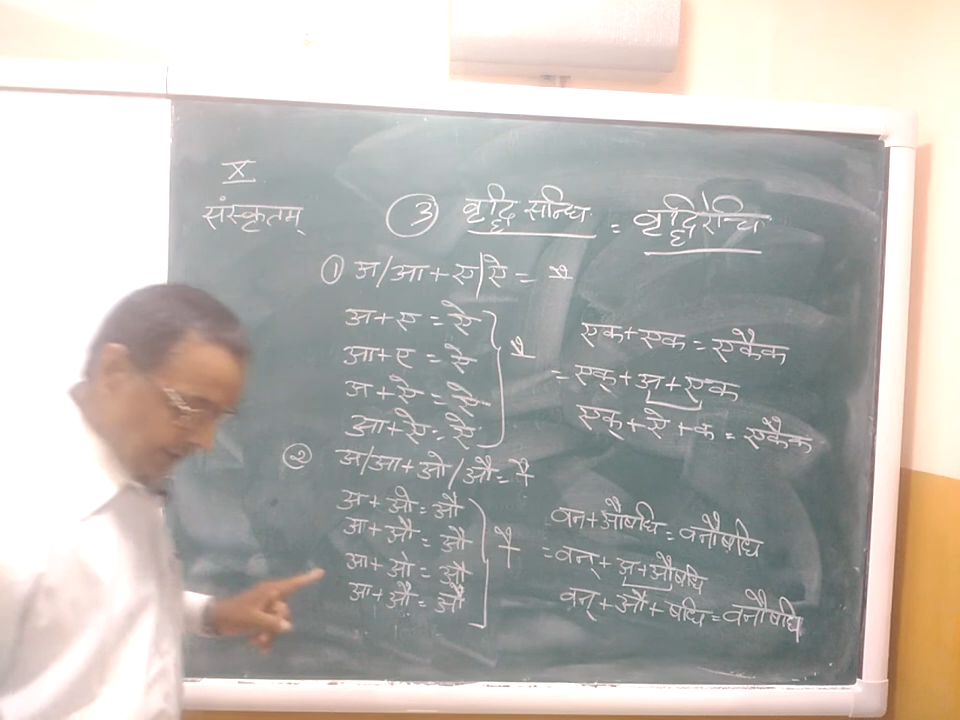 X
संस्कृतम्
③ वृद्धि सन्धि = वृद्धिरेचि
① अ/आ + ए/ऐ = ै
अ + ए = ऐ
आ + ए = ऐ
अ + ऐ = ऐ
आ + ऐ = ऐ
ै
एक + एक = एकैक
= एक् + अ + एक
एक् + ऐ + क = एकैक
② अ/आ + ओ/औ = ौ
अ + ओ = औ
अ + औ = औ
आ + ओ = औ
आ + औ = औ
ौ
वन + औषधि = वनौषधि
= वन् + अ + औषधि
वन् + औ + षधि = वनौषधि